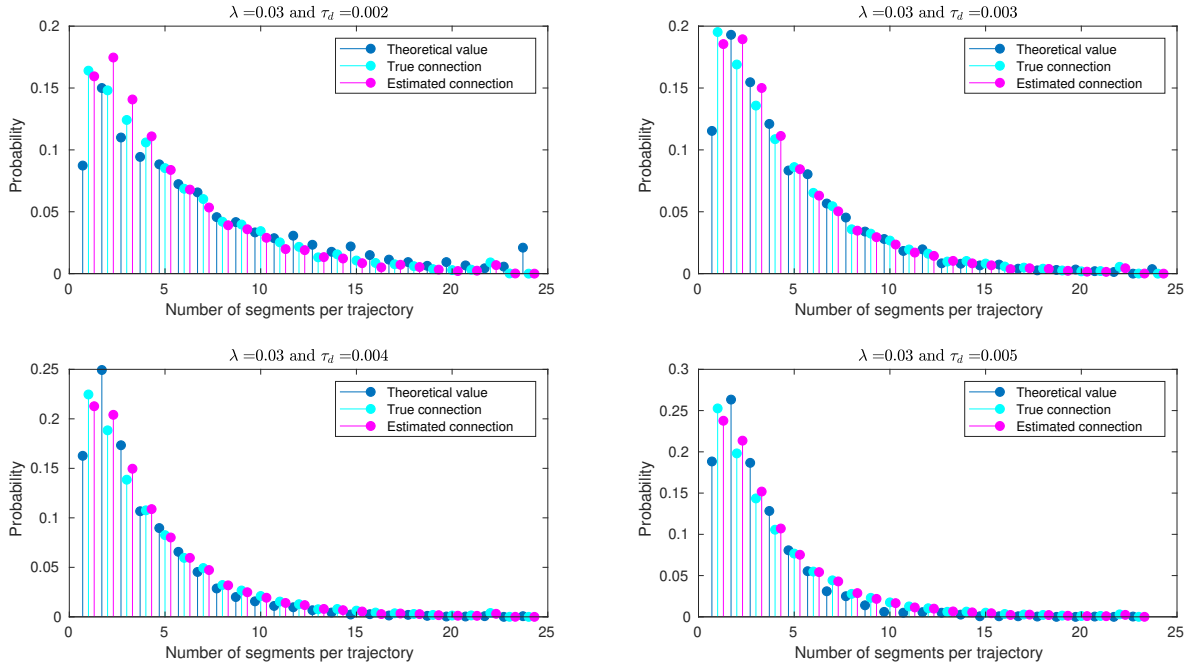 λ =0.03 and τd =0.002
0.2
0.15
0.1
0.05
0
Probability
Theoretical value
True connection
Estimated connection
0 5 10 15 20 25
Number of segments per trajectory
λ =0.03 and τd =0.003
0.2
0.15
0.1
0.05
0
Probability
Theoretical value
True connection
Estimated connection
0 5 10 15 20 25
Number of segments per trajectory
λ =0.03 and τd =0.004
0.25
0.2
0.15
0.1
0.05
0
Probability
Theoretical value
True connection
Estimated connection
0 5 10 15 20 25
Number of segments per trajectory
λ =0.03 and τd =0.005
0.3
0.25
0.2
0.15
0.1
0.05
0
Probability
Theoretical value
True connection
Estimated connection
0 5 10 15 20 25
Number of segments per trajectory